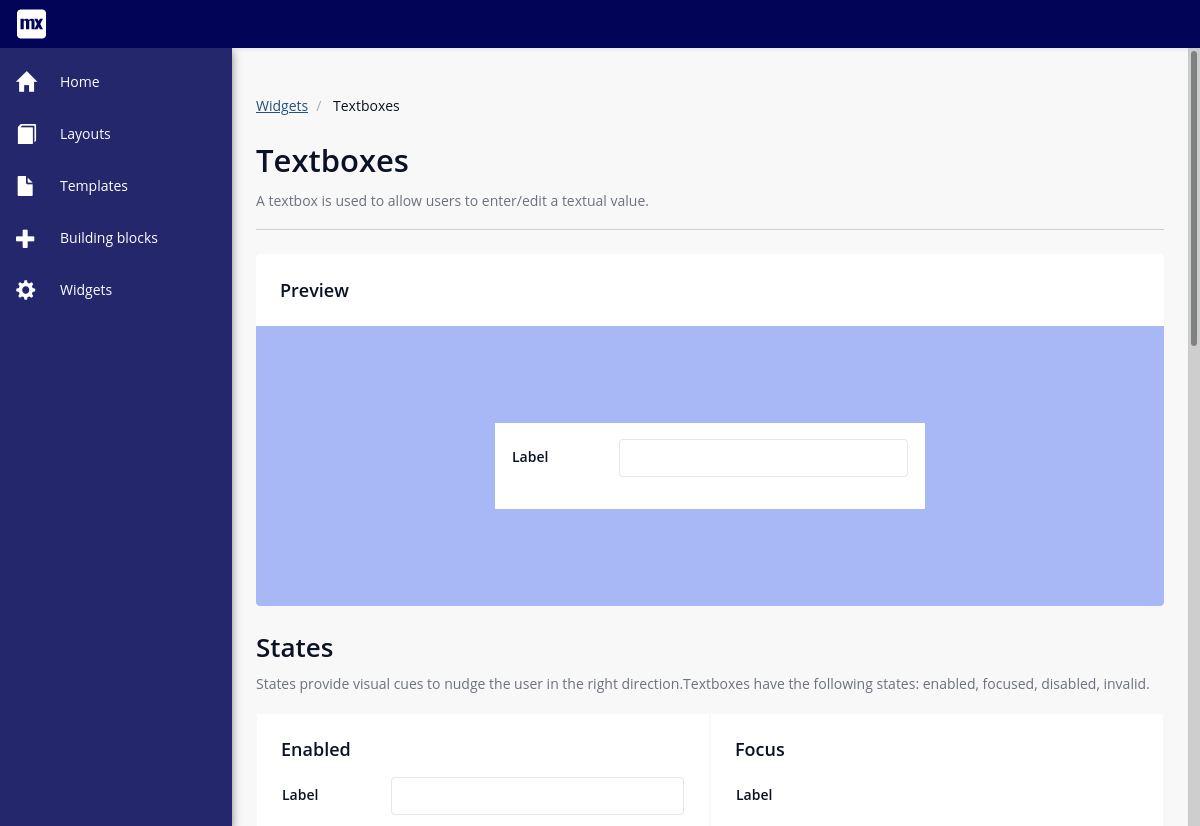 mx
Home
Layouts
Templates
Building blocks
Widgets
Widgets / Textboxes
Textboxes
A textbox is used to allow users to enter/edit a textual value.
Preview
Label
States
States provide visual cues to nudge the user in the right direction.Textboxes have the following states: enabled, focused, disabled, invalid.
Enabled
Label
Focus
Label